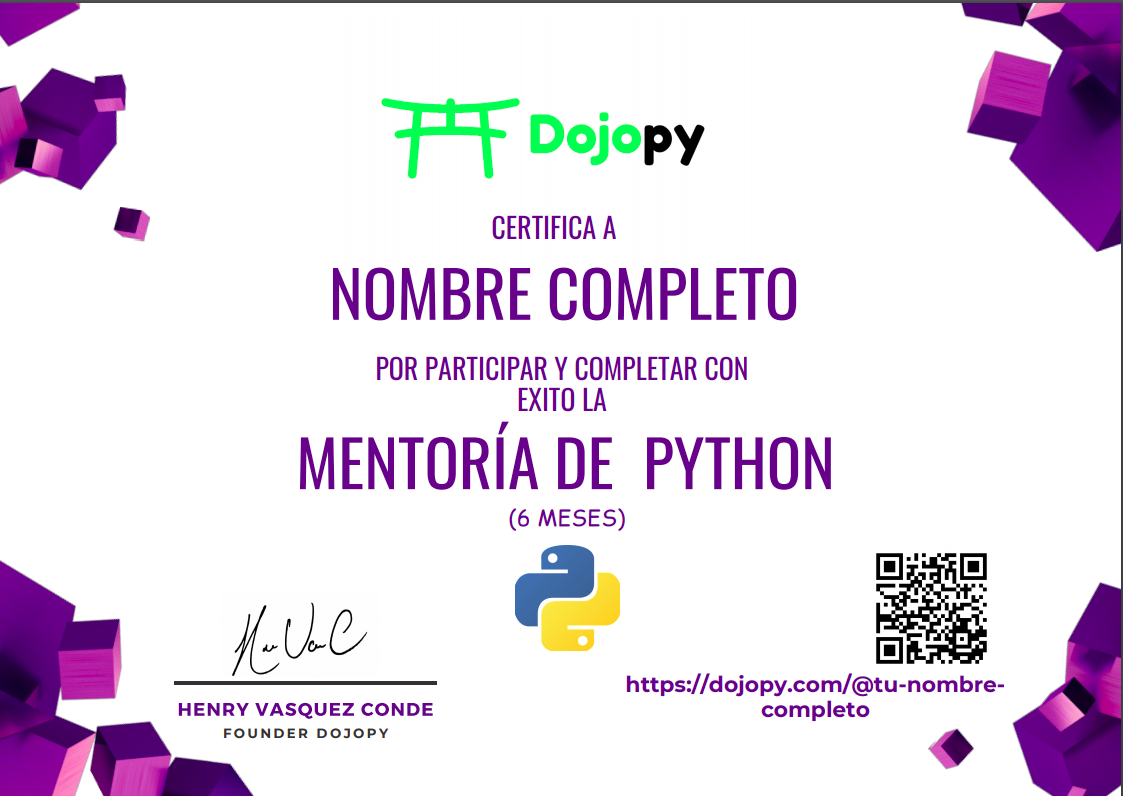 Dojopy
CERTIFICA A
NOMBRE COMPLETO
POR PARTICIPAR Y COMPLETAR CON
EXITO LA
MENTORÍA DE PYTHON
(6 MESES)
HENRY VASQUEZ CONDE
FOUNDER DOJOPY
https://dojopy.com/@tu-nombre-
completo